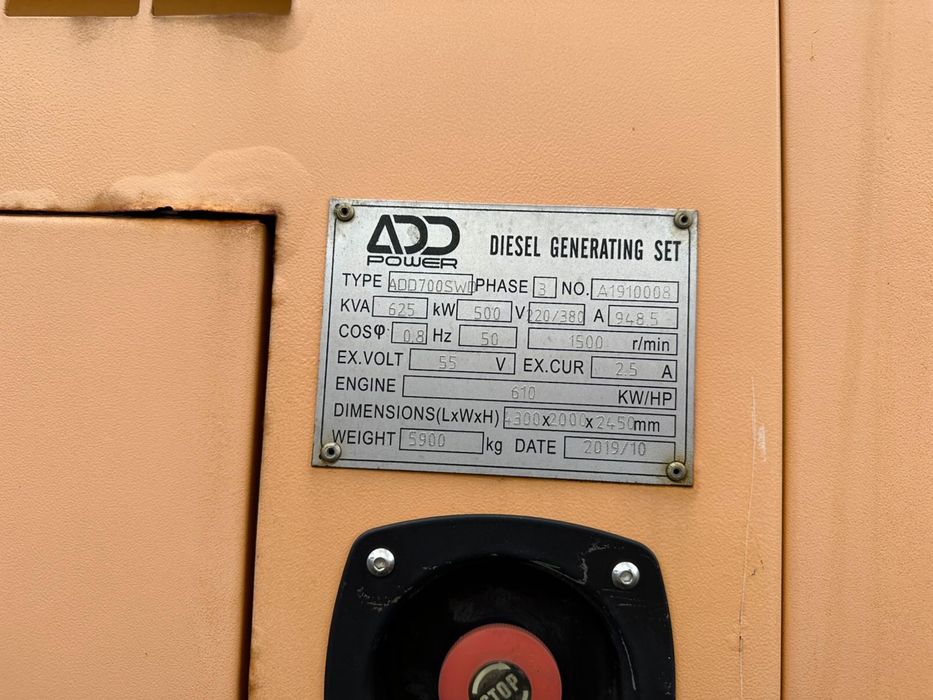 ADD
POWER
DIESEL GENERATING SET
TYPE ADD700SWD PHASE 3 NO. A1910008
KVA 625 kW 500 V 220/380 A 948.5
COSφ 0.8 Hz 50 1500 r/min
EX.VOLT 55 V EX.CUR 2.5 A
ENGINE 610 KW/HP
DIMENSIONS(LxWxH) 4300x2000x2450mm
WEIGHT 5900 kg DATE 2019/10
STOP